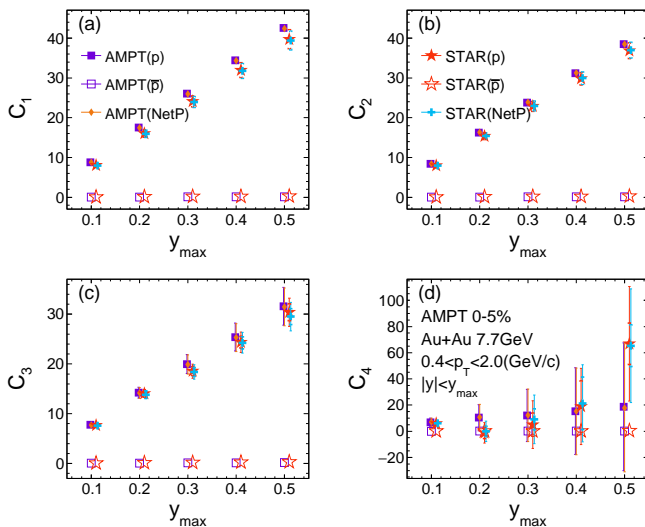 (a)
AMPT(p)
AMPT(p̅)
AMPT(NetP)
C1
40
30
20
10
0
0.1 0.2 0.3 0.4 0.5
ymax
(b)
STAR(p)
STAR(p̅)
STAR(NetP)
C2
40
30
20
10
0
0.1 0.2 0.3 0.4 0.5
ymax
(c)
C3
30
20
10
0
0.1 0.2 0.3 0.4 0.5
ymax
(d)
AMPT 0-5%
Au+Au 7.7GeV
0.4<pT<2.0(GeV/c)
|y|<ymax
C4
100
80
60
40
20
0
−20
0.1 0.2 0.3 0.4 0.5
ymax